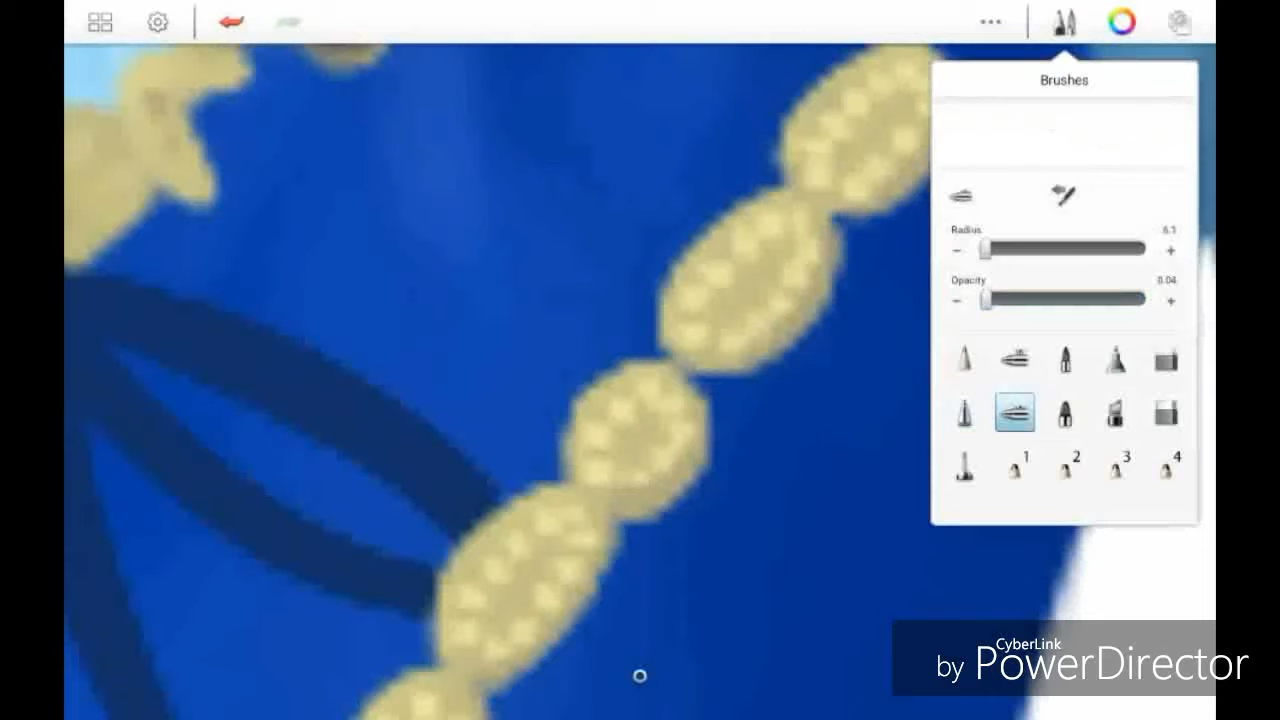 Brushes
Radius 6.1
Opacity 0.04
1 2 3 4
CyberLink
by PowerDirector